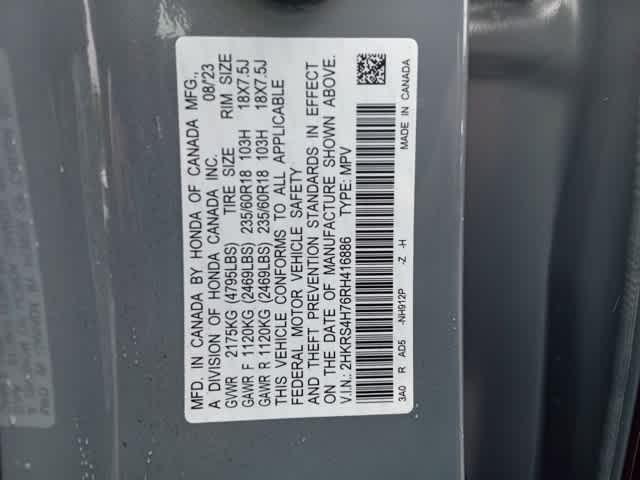 MFD. IN CANADA BY HONDA OF CANADA MFG.,
A DIVISION OF HONDA CANADA INC. 08/23
GVWR 2175KG (4795LBS) TIRE SIZE RIM SIZE
GAWR F 1120KG (2469LBS) 235/60R18 103H 18X7.5J
GAWR R 1120KG (2469LBS) 235/60R18 103H 18X7.5J
THIS VEHICLE CONFORMS TO ALL APPLICABLE
FEDERAL MOTOR VEHICLE SAFETY
AND THEFT PREVENTION STANDARDS IN EFFECT
ON THE DATE OF MANUFACTURE SHOWN ABOVE.
V.I.N.: 2HKRS4H76RH416886 TYPE: MPV
3A0 R AD5 -NH912P -Z -H MADE IN CANADA